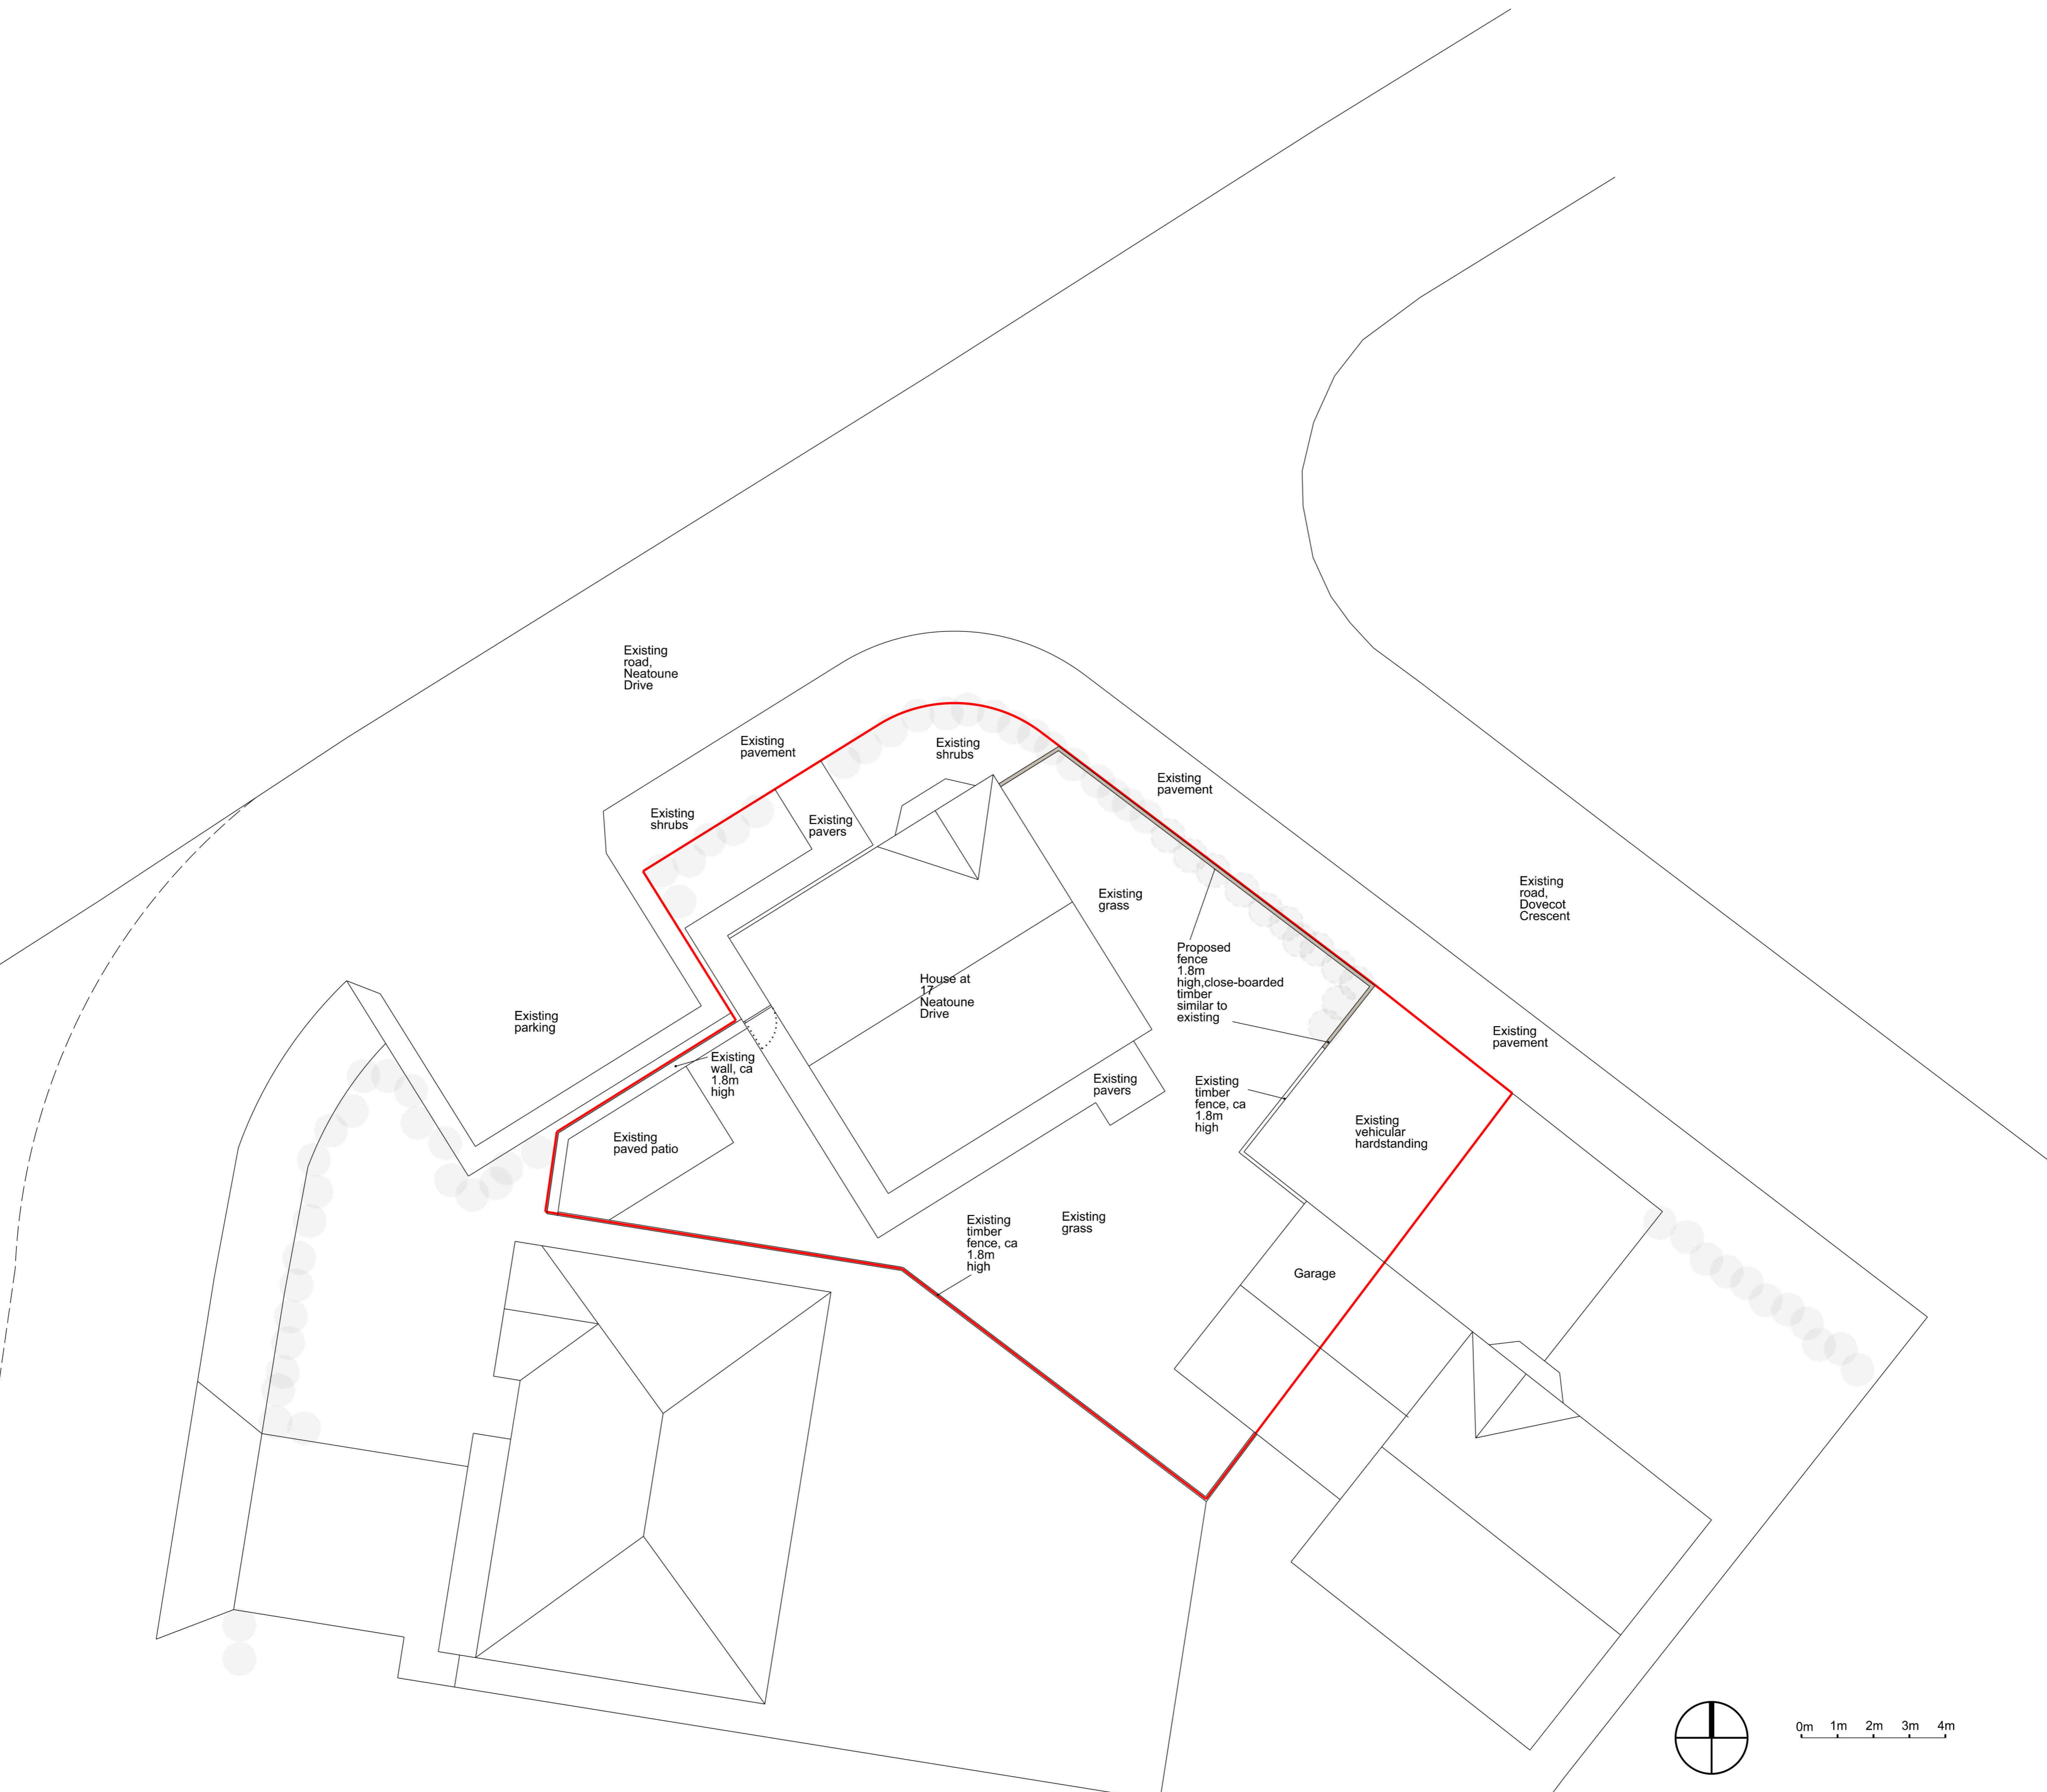 Existing
road,
Neatoune
Drive
Existing
pavement
Existing
shrubs
Existing
pavement
Existing
shrubs
Existing
pavers
Existing
grass
Existing
road,
Dovecot
Crescent
Proposed
fence
1.8m
high,close-boarded
timber
similar to
existing
House at
17
Neatoune
Drive
Existing
parking
Existing
pavement
Existing
wall, ca
1.8m
high
Existing
pavers
Existing
timber
fence, ca
1.8m
high
Existing
vehicular
hardstanding
Existing
paved patio
Existing
timber
fence, ca
1.8m
high
Existing
grass
Garage
0m 1m 2m 3m 4m